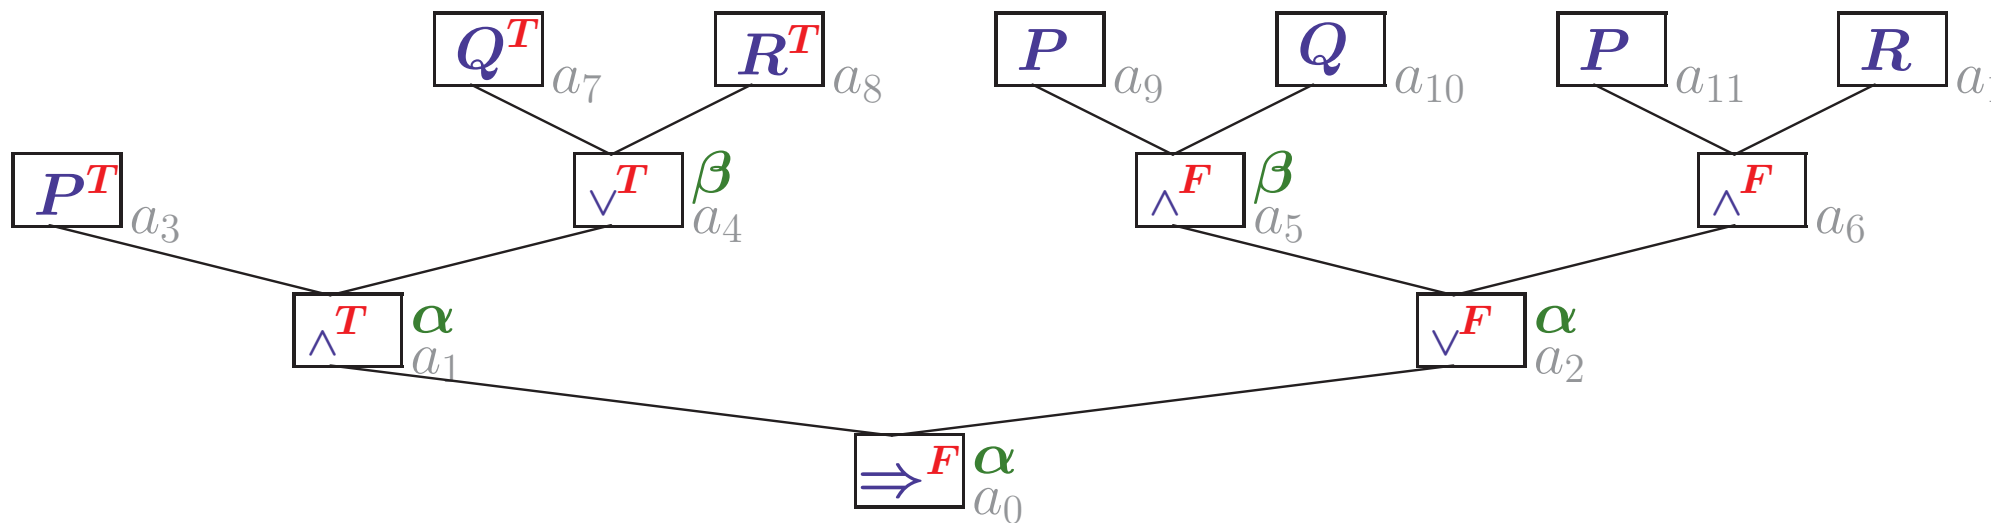 Q^T a_7 R^T a_8 P a_9 Q a_10 P a_11 R
P^T a_3 ∨^T β a_4 ∧^F β a_5 ∧^F a_6
∧^T α a_1 ∨^F α a_2
⇒^F α a_0